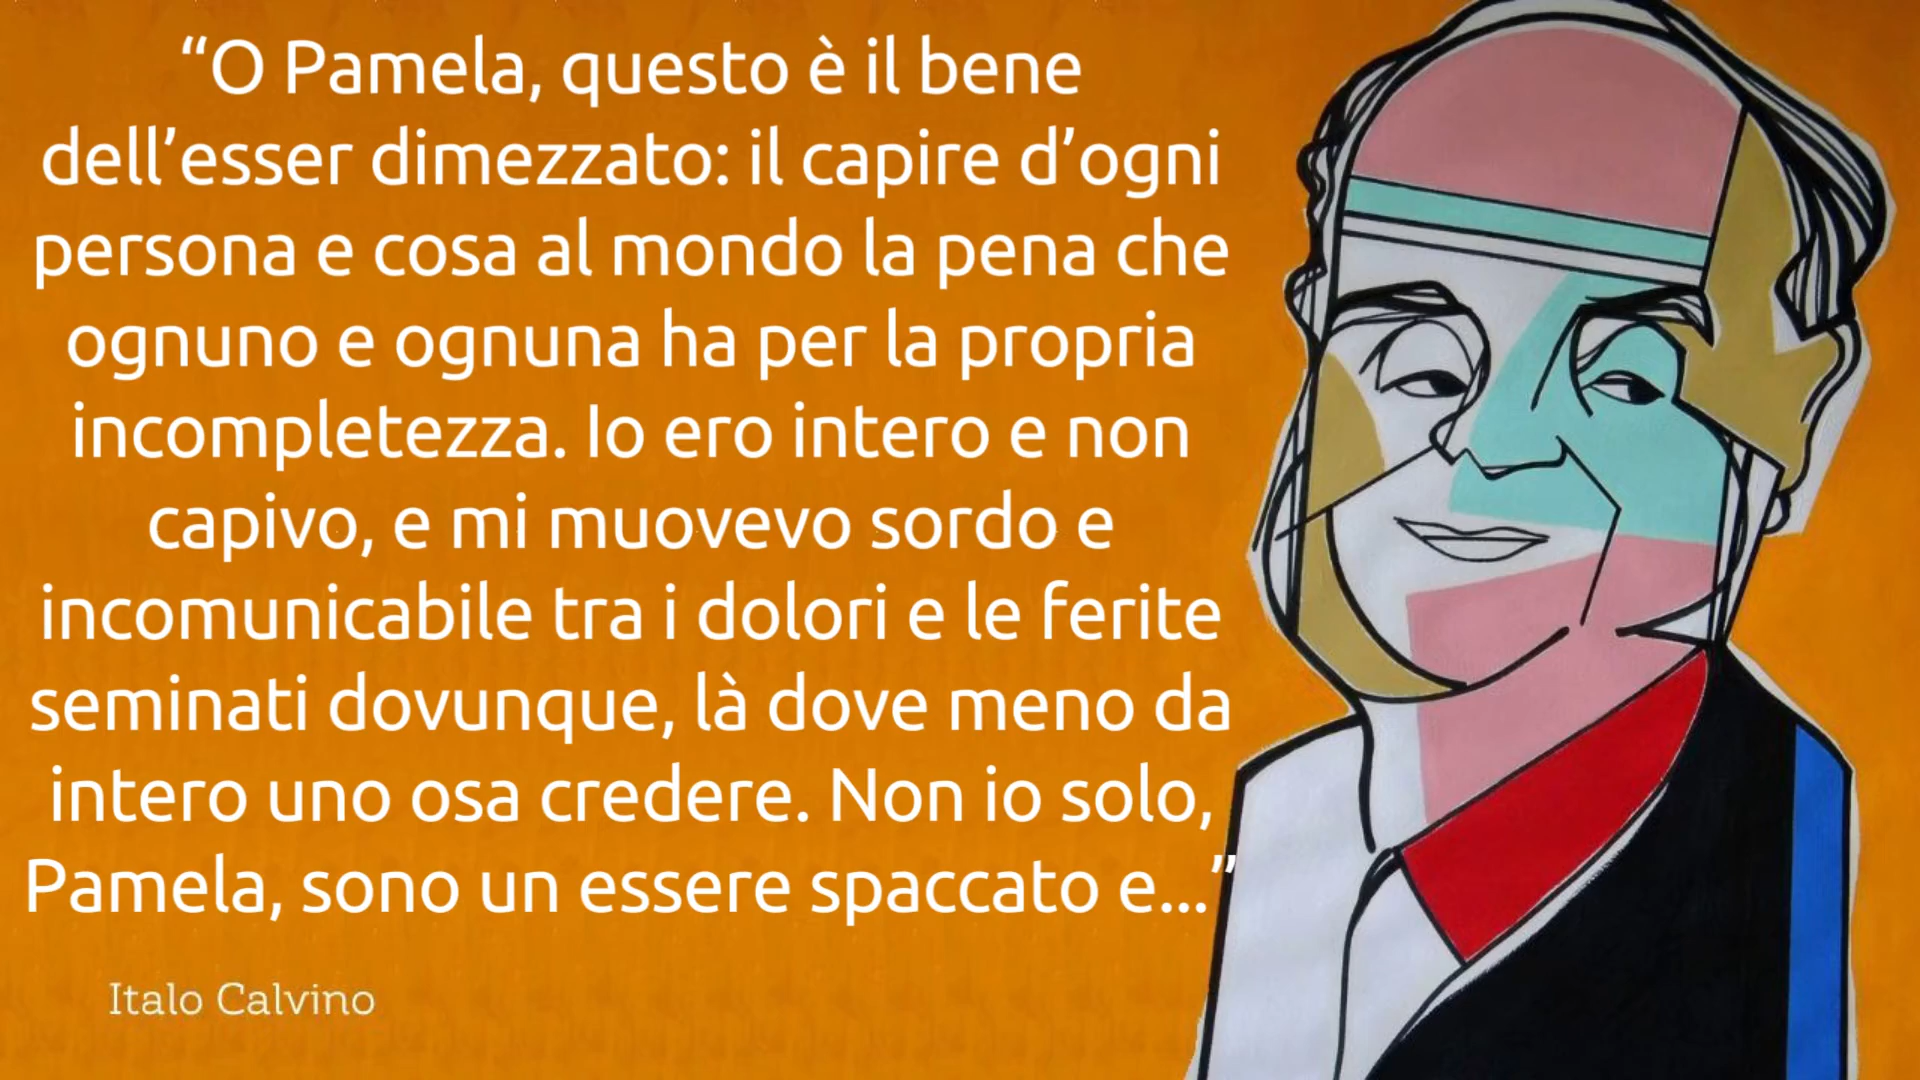 “O Pamela, questo è il bene
dell’esser dimezzato: il capire d’ogni
persona e cosa al mondo la pena che
ognuno e ognuna ha per la propria
incompletezza. Io ero intero e non
capivo, e mi muovevo sordo e
incomunicabile tra i dolori e le ferite
seminati dovunque, là dove meno da
intero uno osa credere. Non io solo,
Pamela, sono un essere spaccato e...”
Italo Calvino